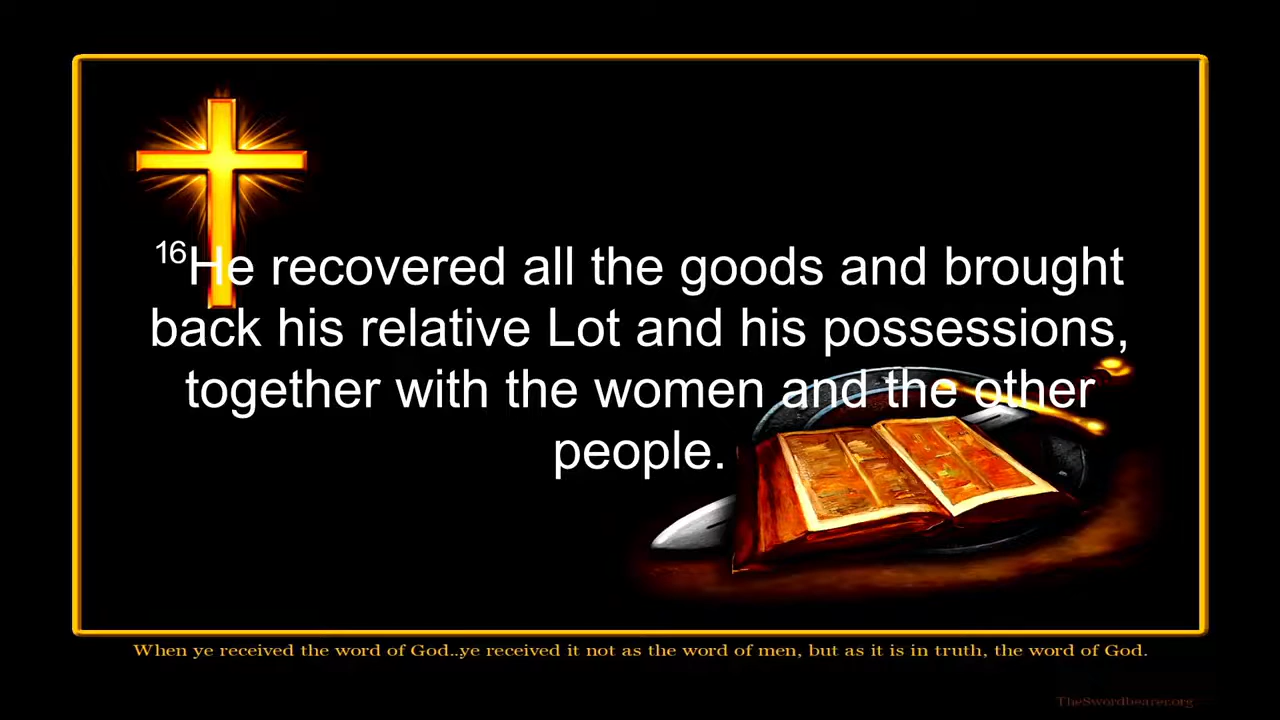 16He recovered all the goods and brought
back his relative Lot and his possessions,
together with the women and the other
people.
When ye received the word of God..ye received it not as the word of men, but as it is in truth, the word of God.
TheSwordbearer.org